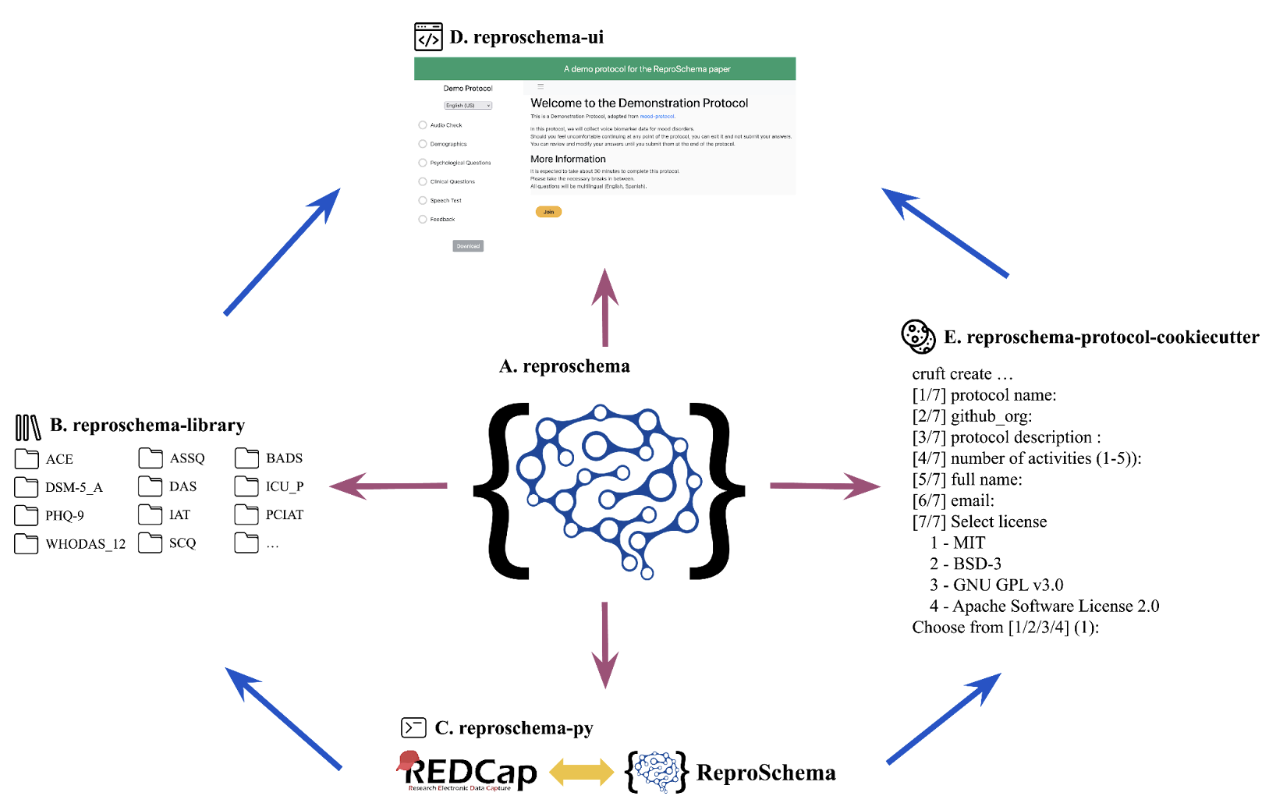 D. reproschema-ui
A demo protocol for the ReproSchema paper
Demo Protocol
English (US)
Audio Check
Demographics
Psychological Questions
Clinical Questions
Speech Test
Feedback
Download
Welcome to the Demonstration Protocol
This is a Demonstration Protocol, adopted from mood-protocol.
In this protocol, we will collect voice biomarker data for mood disorders.
Should you feel uncomfortable continuing at any point of the protocol, you can exit it and not submit your answers.
You can review and modify your answers until you submit them at the end of the protocol.
More Information
It is expected to take about 30 minutes to complete this protocol.
Please take the necessary breaks in between.
All questions will be multilingual (English, Spanish).
Join
A. reproschema
B. reproschema-library
ACE
ASSQ
BADS
DSM-5_A
DAS
ICU_P
PHQ-9
IAT
PCIAT
WHODAS_12
SCQ
...
E. reproschema-protocol-cookiecutter
cruft create …
[1/7] protocol name:
[2/7] github_org:
[3/7] protocol description :
[4/7] number of activities (1-5)):
[5/7] full name:
[6/7] email:
[7/7] Select license
1 - MIT
2 - BSD-3
3 - GNU GPL v3.0
4 - Apache Software License 2.0
Choose from [1/2/3/4] (1):
C. reproschema-py
REDCap
Research Electronic Data Capture
ReproSchema